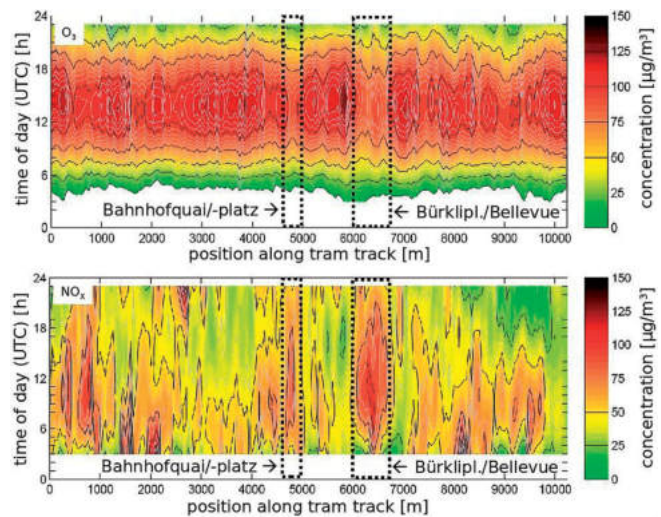 O₃
time of day (UTC) [h]
24
18
12
6
0
Bahnhofquai/-platz →
← Bürklipl./Bellevue
0 1000 2000 3000 4000 5000 6000 7000 8000 9000 10000
position along tram track [m]
150
125
100
75
50
25
0
concentration [µg/m³]
NOₓ
time of day (UTC) [h]
24
18
12
6
0
Bahnhofquai/-platz →
← Bürklipl./Bellevue
0 1000 2000 3000 4000 5000 6000 7000 8000 9000 10000
position along tram track [m]
150
125
100
75
50
25
0
concentration [µg/m³]